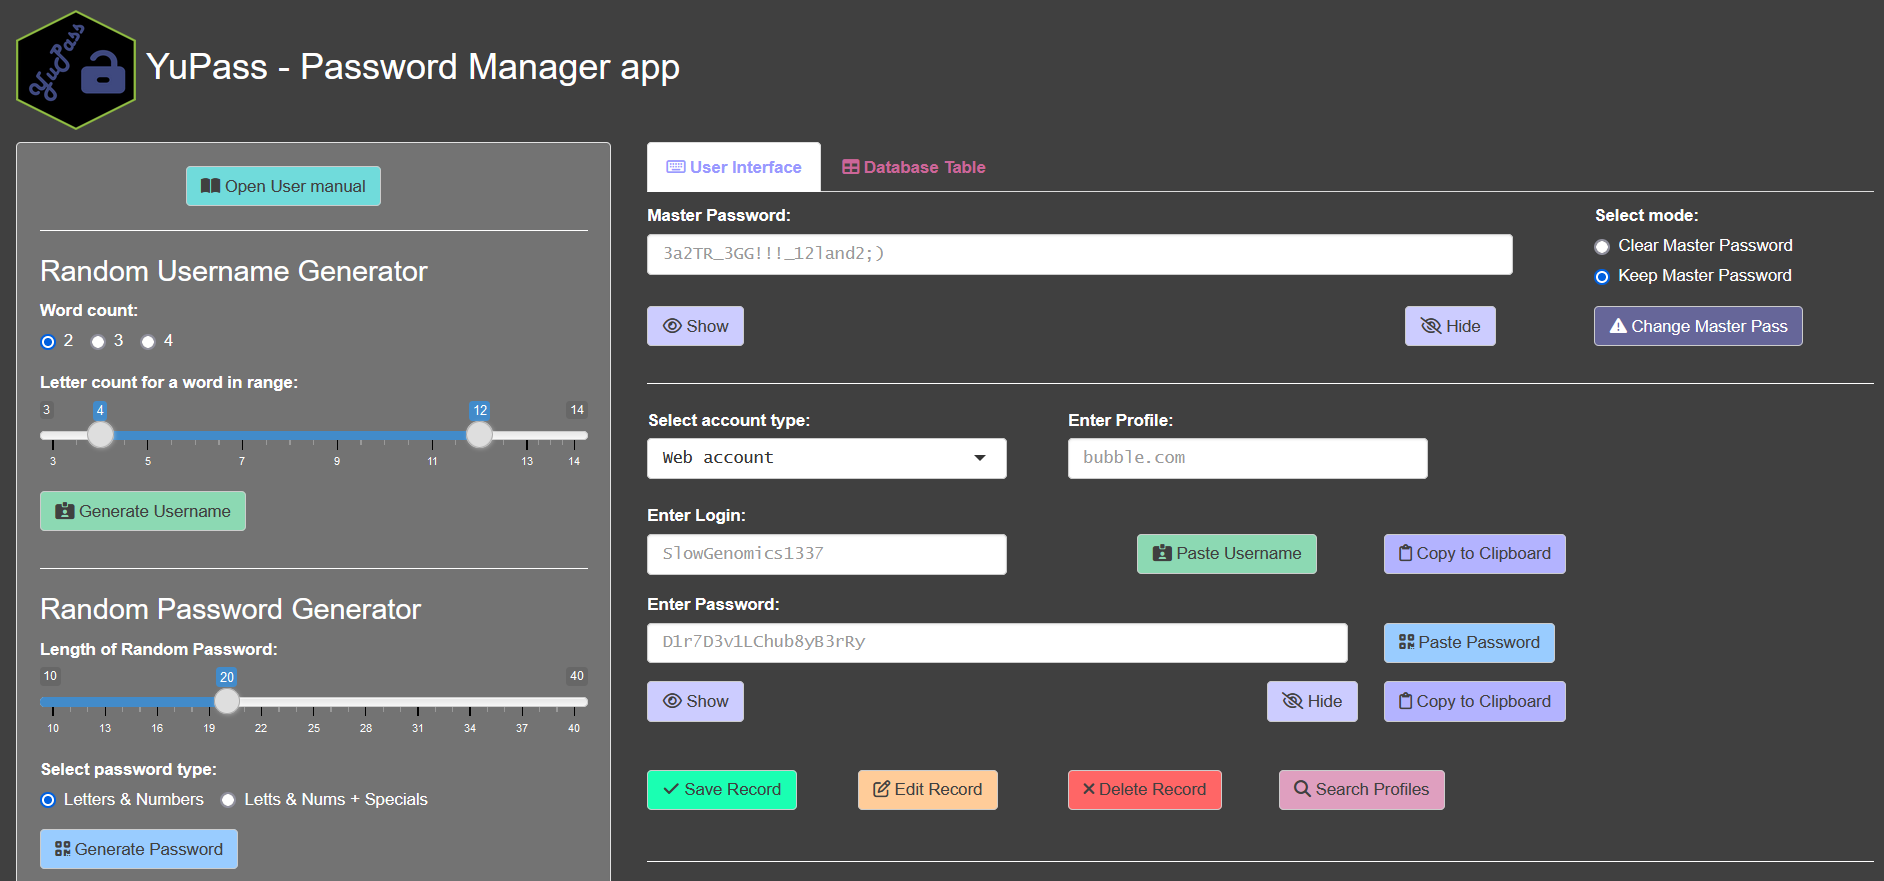 YuPass
YuPass - Password Manager app
Open User manual
Random Username Generator
Word count:
2 3 4
Letter count for a word in range:
3 4 12 14
3 5 7 9 11 13 14
Generate Username
Random Password Generator
Length of Random Password:
10 20 40
10 13 16 19 22 25 28 31 34 37 40
Select password type:
Letters & Numbers Letts & Nums + Specials
Generate Password
User Interface Database Table
Master Password:
3a2TR_3GG!!!_12land2;)
Show Hide
Select mode:
Clear Master Password
Keep Master Password
Change Master Pass
Select account type: Enter Profile:
Web account bubble.com
Enter Login:
SlowGenomics1337 Paste Username Copy to Clipboard
Enter Password:
D1r7D3v1LChub8yB3rRy Paste Password
Show Hide Copy to Clipboard
Save Record Edit Record Delete Record Search Profiles